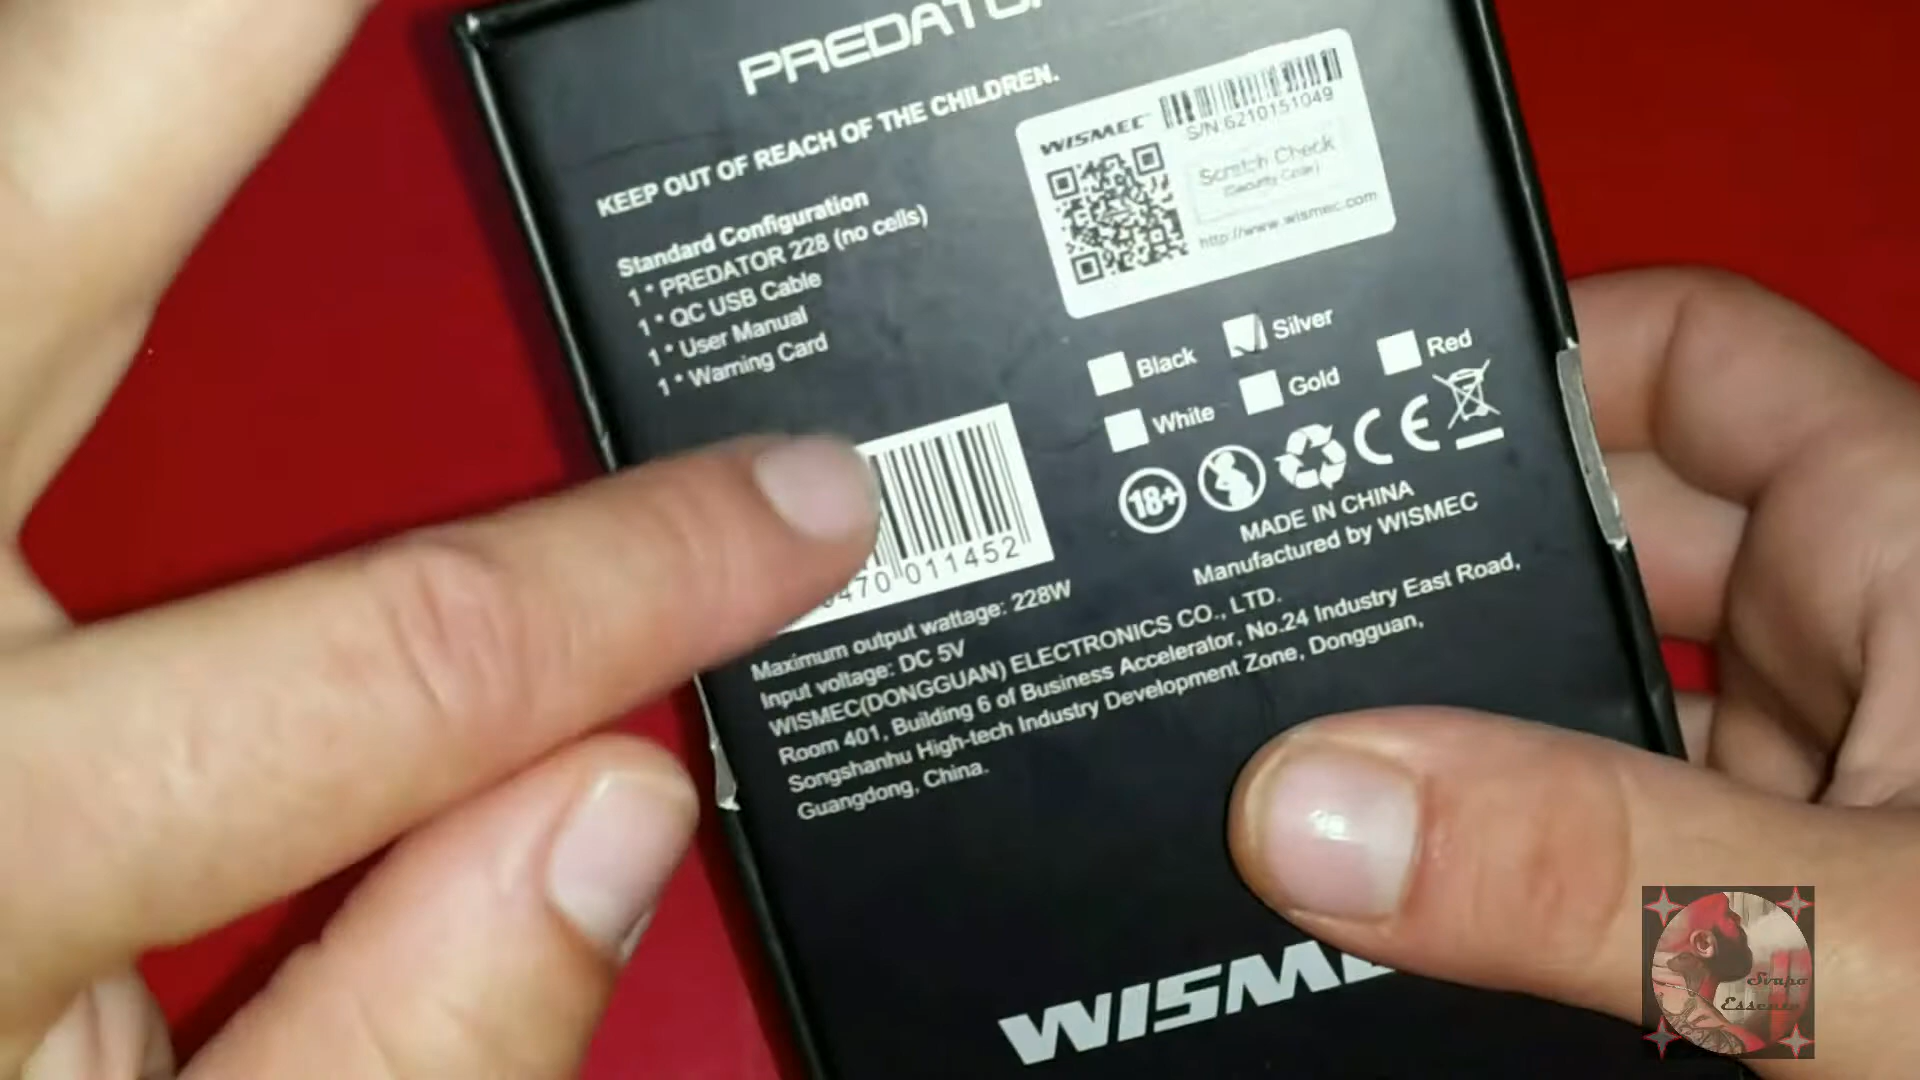 PREDATOR
KEEP OUT OF REACH OF THE CHILDREN.
WISMEC
S/N 6210151049
Scratch Check
(Security Code)
http://www.wismec.com
Standard Configuration
1 * PREDATOR 228 (no cells)
1 * QC USB Cable
1 * User Manual
1 * Warning Card
Black
Silver
Red
White
Gold
18+
CE
MADE IN CHINA
Manufactured by WISMEC
470 011452
Maximum output wattage: 228W
Input voltage: DC 5V
WISMEC(DONGGUAN) ELECTRONICS CO., LTD.
Room 401, Building 6 of Business Accelerator, No.24 Industry East Road,
Songshanhu High-tech Industry Development Zone, Dongguan,
Guangdong, China.
WISMEC
Svapo